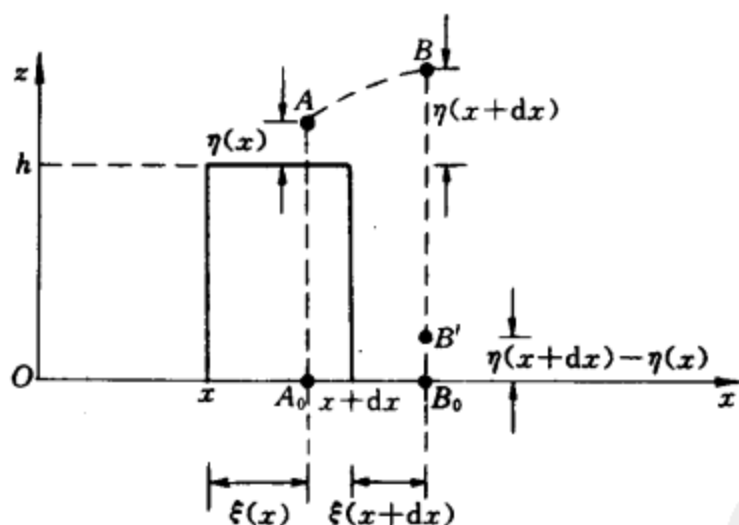 z
B
A
η(x)
η(x+dx)
h
B′
η(x+dx)−η(x)
O
x
A₀
x+dx
B₀
x
ξ(x)
ξ(x+dx)